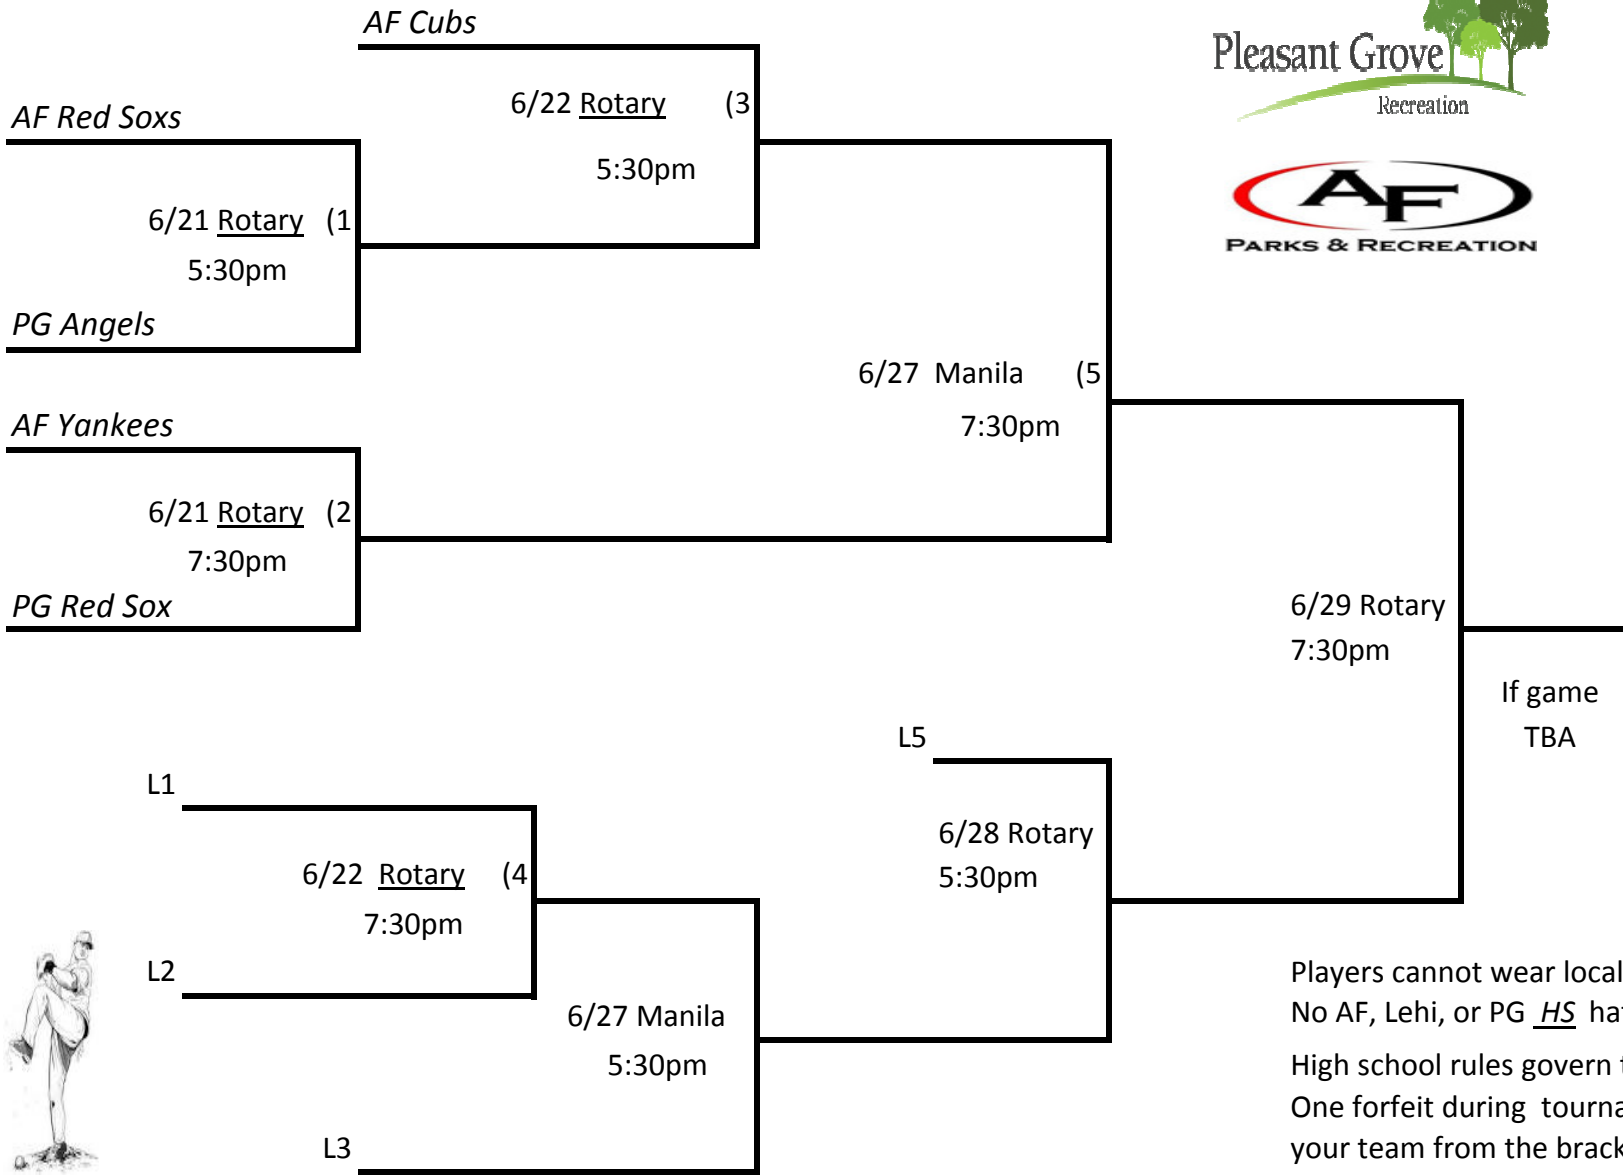 AF Cubs
Pleasant Grove
Recreation
AF Red Soxs
6/22 Rotary (3
5:30pm
AF
PARKS & RECREATION
6/21 Rotary (1
5:30pm
PG Angels
6/27 Manila (5
7:30pm
AF Yankees
6/21 Rotary (2
7:30pm
PG Red Sox
6/29 Rotary
7:30pm
If game
TBA
L5
L1
6/28 Rotary
5:30pm
6/22 Rotary (4
7:30pm
L2
6/27 Manila
5:30pm
L3
Players cannot wear local
No AF, Lehi, or PG HS
High school rules govern
One forfeit during
your team from the